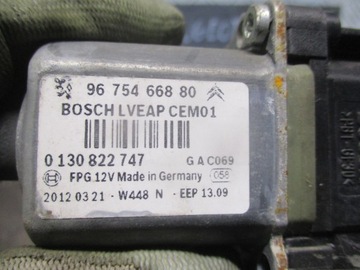 96 754 668 80
BOSCH LVEAP CEM01
0 130 822 747 G A C069
FPG 12V Made in Germany 058
2012 03 21 - W448 N - EEP 13.09